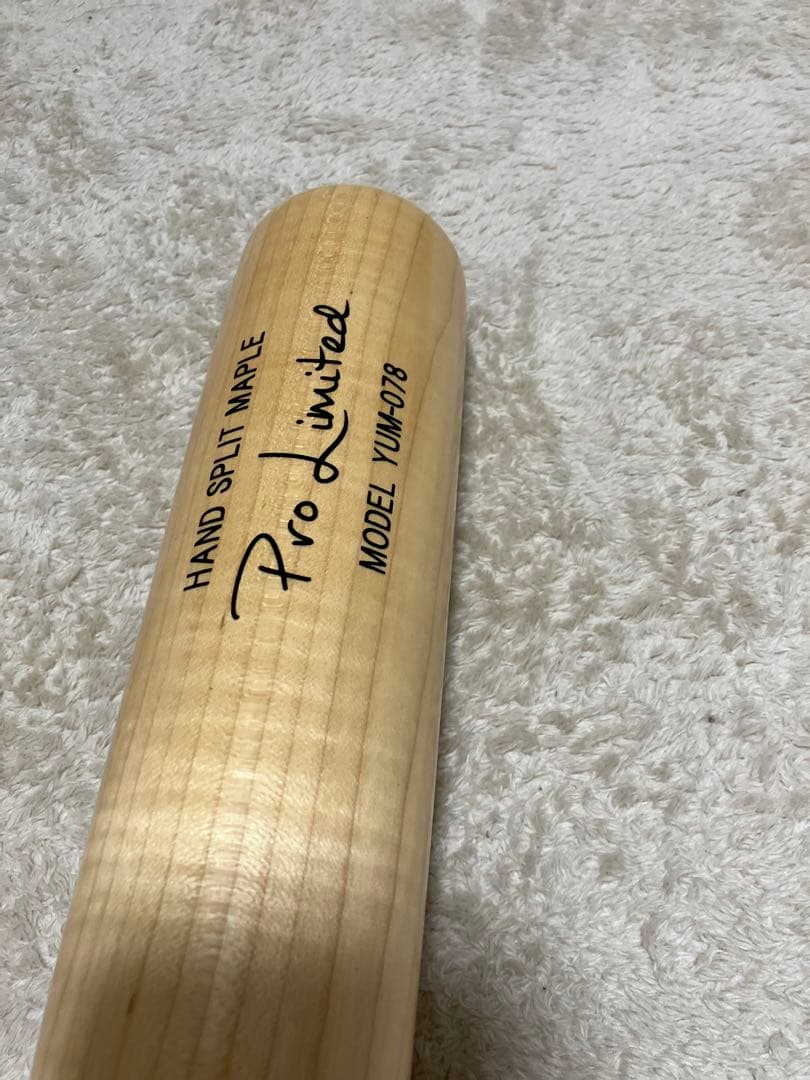 HAND SPLIT MAPLE
Pro Limited
MODEL YUM-078